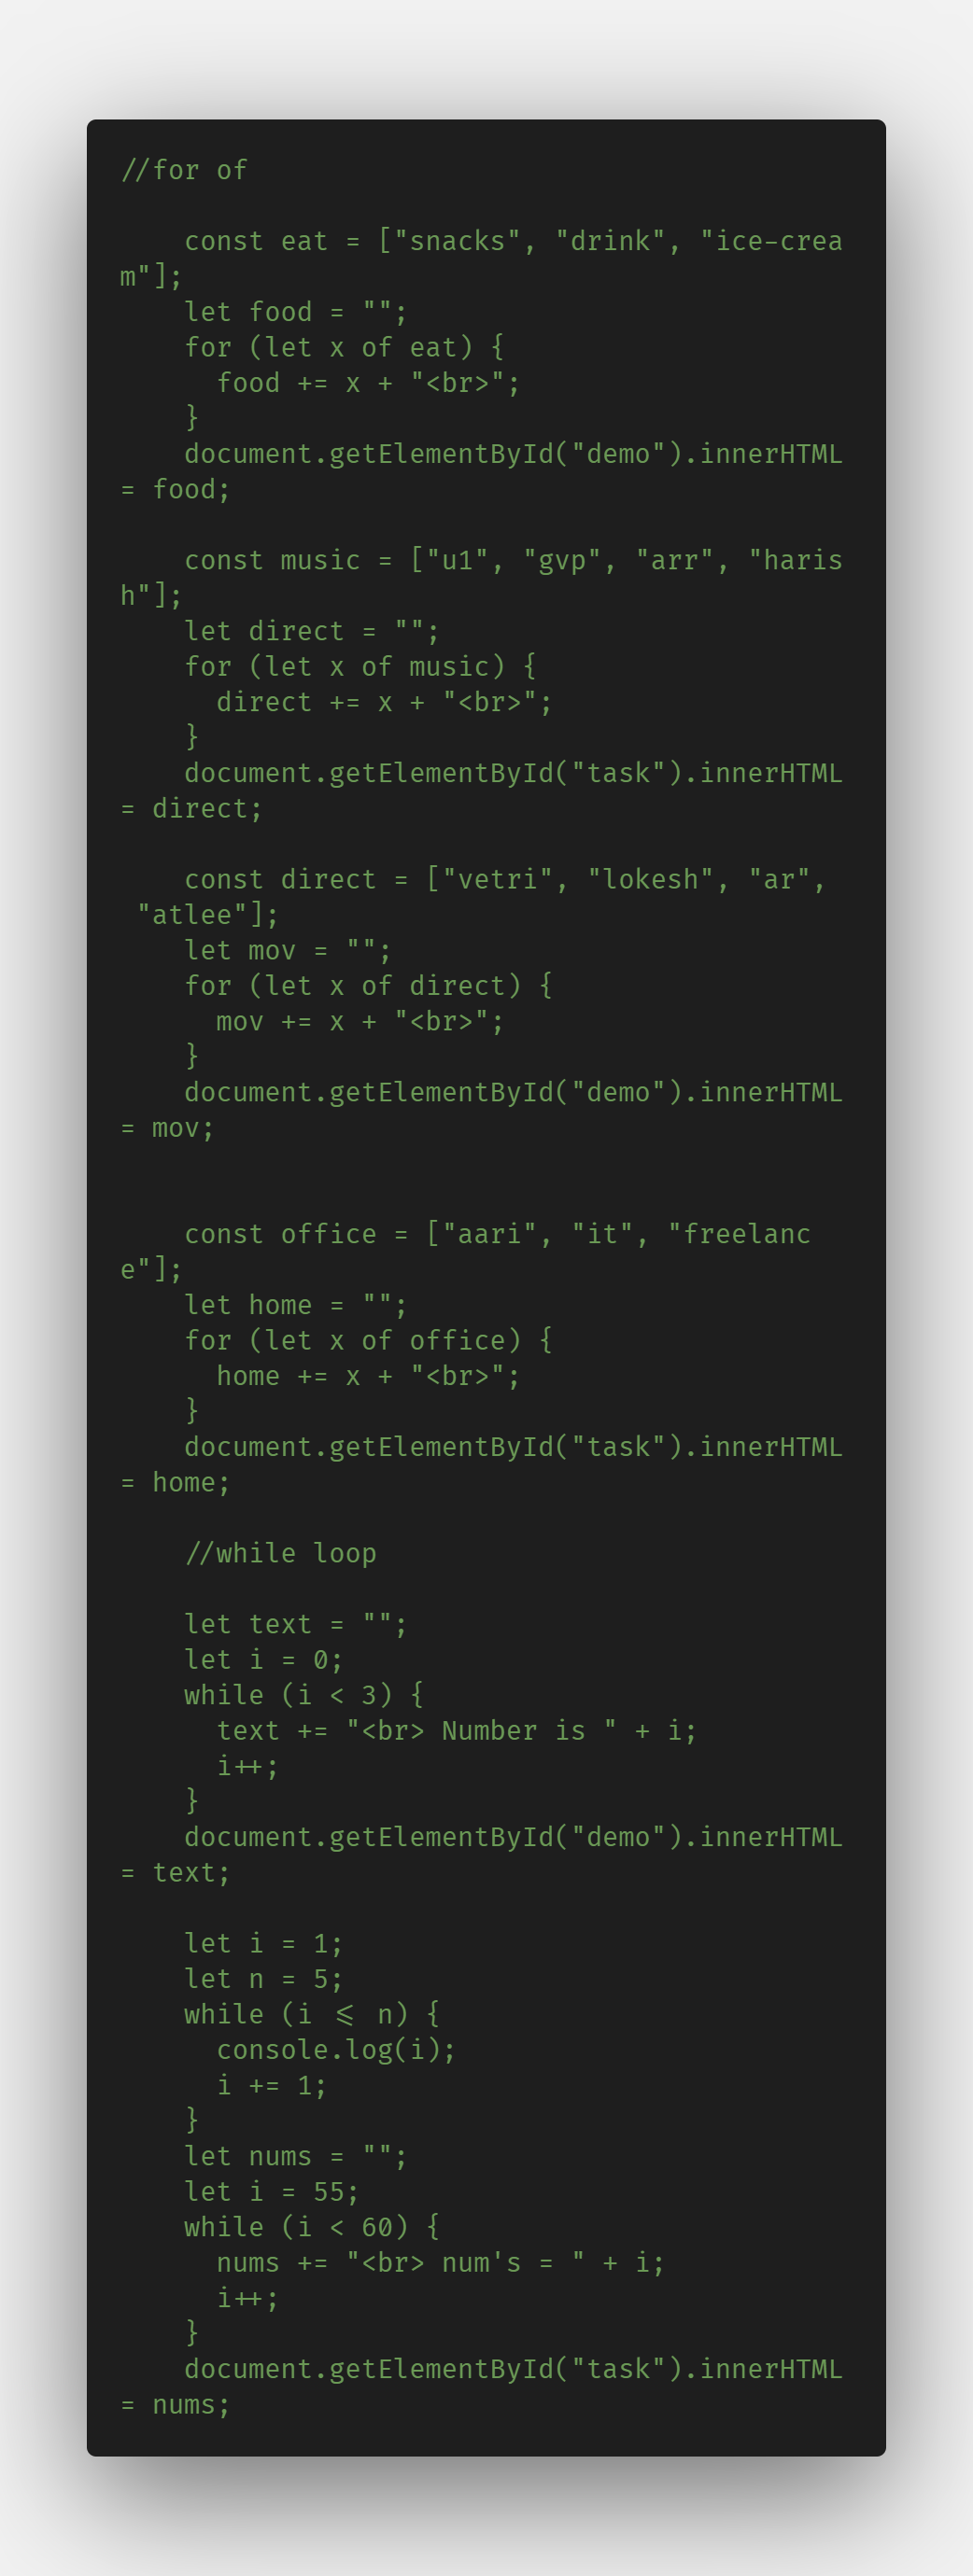 //for of

    const eat = ["snacks", "drink", "ice-crea
m"];
    let food = "";
    for (let x of eat) {
      food += x + "<br>";
    }
    document.getElementById("demo").innerHTML
= food;

    const music = ["u1", "gvp", "arr", "haris
h"];
    let direct = "";
    for (let x of music) {
      direct += x + "<br>";
    }
    document.getElementById("task").innerHTML
= direct;

    const direct = ["vetri", "lokesh", "ar",
 "atlee"];
    let mov = "";
    for (let x of direct) {
      mov += x + "<br>";
    }
    document.getElementById("demo").innerHTML
= mov;


    const office = ["aari", "it", "freelanc
e"];
    let home = "";
    for (let x of office) {
      home += x + "<br>";
    }
    document.getElementById("task").innerHTML
= home;

    //while loop

    let text = "";
    let i = 0;
    while (i < 3) {
      text += "<br> Number is " + i;
      i++;
    }
    document.getElementById("demo").innerHTML
= text;

    let i = 1;
    let n = 5;
    while (i <= n) {
      console.log(i);
      i += 1;
    }
    let nums = "";
    let i = 55;
    while (i < 60) {
      nums += "<br> num's = " + i;
      i++;
    }
    document.getElementById("task").innerHTML
= nums;